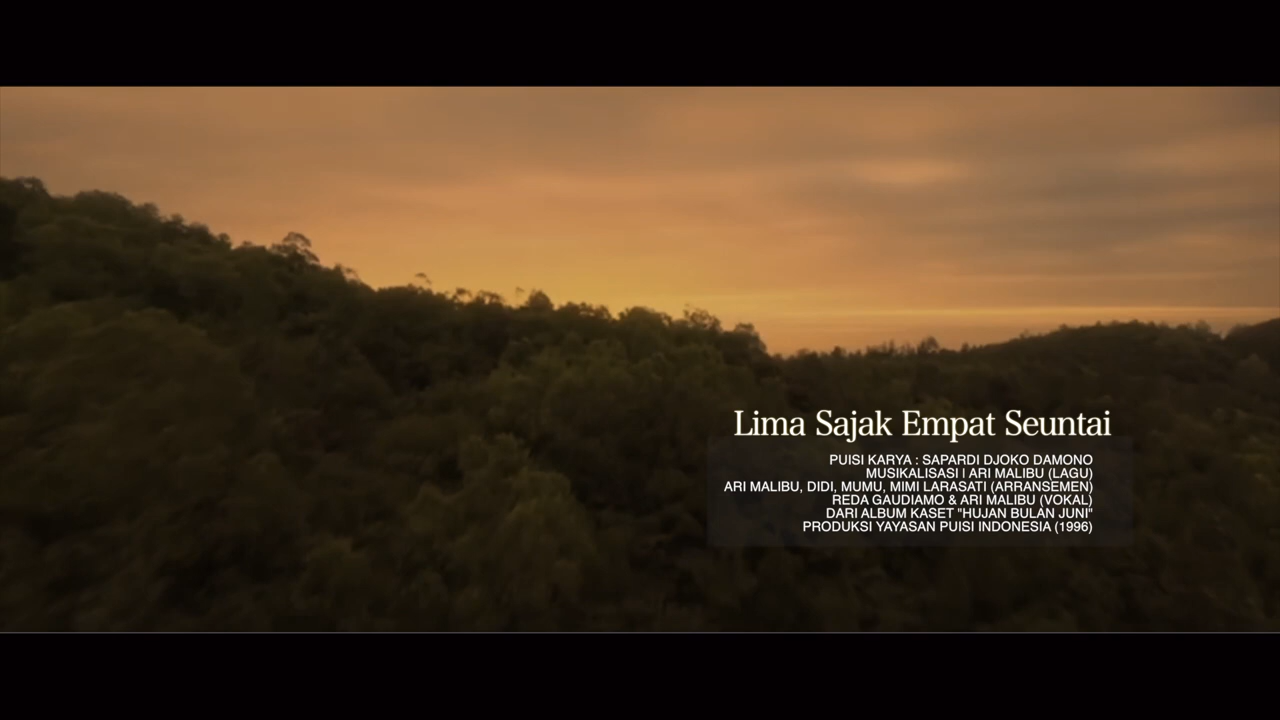 Lima Sajak Empat Seuntai
PUISI KARYA : SAPARDI DJOKO DAMONO
MUSIKALISASI | ARI MALIBU (LAGU)
ARI MALIBU, DIDI, MUMU, MIMI LARASATI (ARRANSEMEN)
REDA GAUDIAMO & ARI MALIBU (VOKAL)
DARI ALBUM KASET "HUJAN BULAN JUNI"
PRODUKSI YAYASAN PUISI INDONESIA (1996)